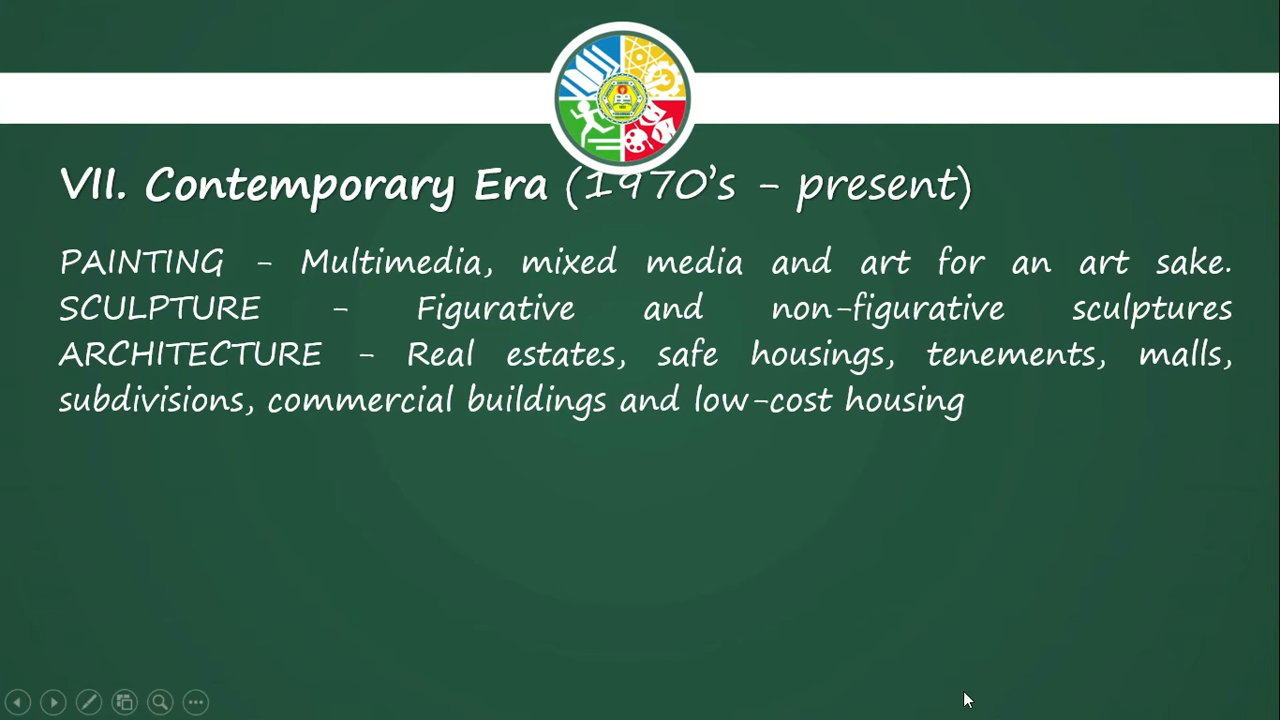 VII. Contemporary Era (1970's - present)
PAINTING - Multimedia, mixed media and art for an art sake.
SCULPTURE - Figurative and non-figurative sculptures
ARCHITECTURE - Real estates, safe housings, tenements, malls,
subdivisions, commercial buildings and low-cost housing